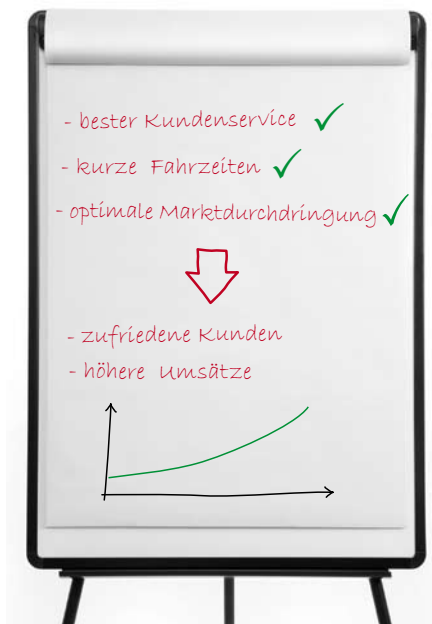 - bester Kundenservice ✓
- kurze Fahrzeiten ✓
- optimale Marktdurchdringung ✓
- zufriedene Kunden
- höhere Umsätze